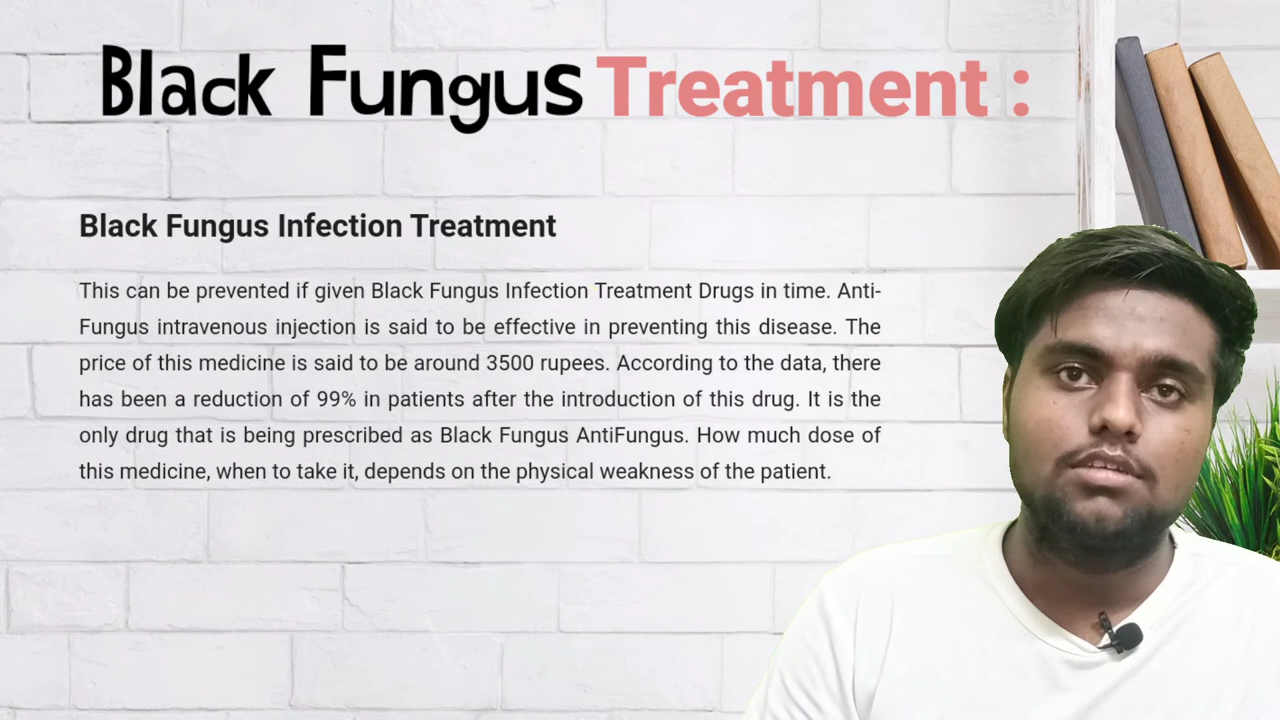 Black Fungus Treatment :
Black Fungus Infection Treatment
This can be prevented if given Black Fungus Infection Treatment Drugs in time. Anti-
Fungus intravenous injection is said to be effective in preventing this disease. The
price of this medicine is said to be around 3500 rupees. According to the data, there
has been a reduction of 99% in patients after the introduction of this drug. It is the
only drug that is being prescribed as Black Fungus AntiFungus. How much dose of
this medicine, when to take it, depends on the physical weakness of the patient.